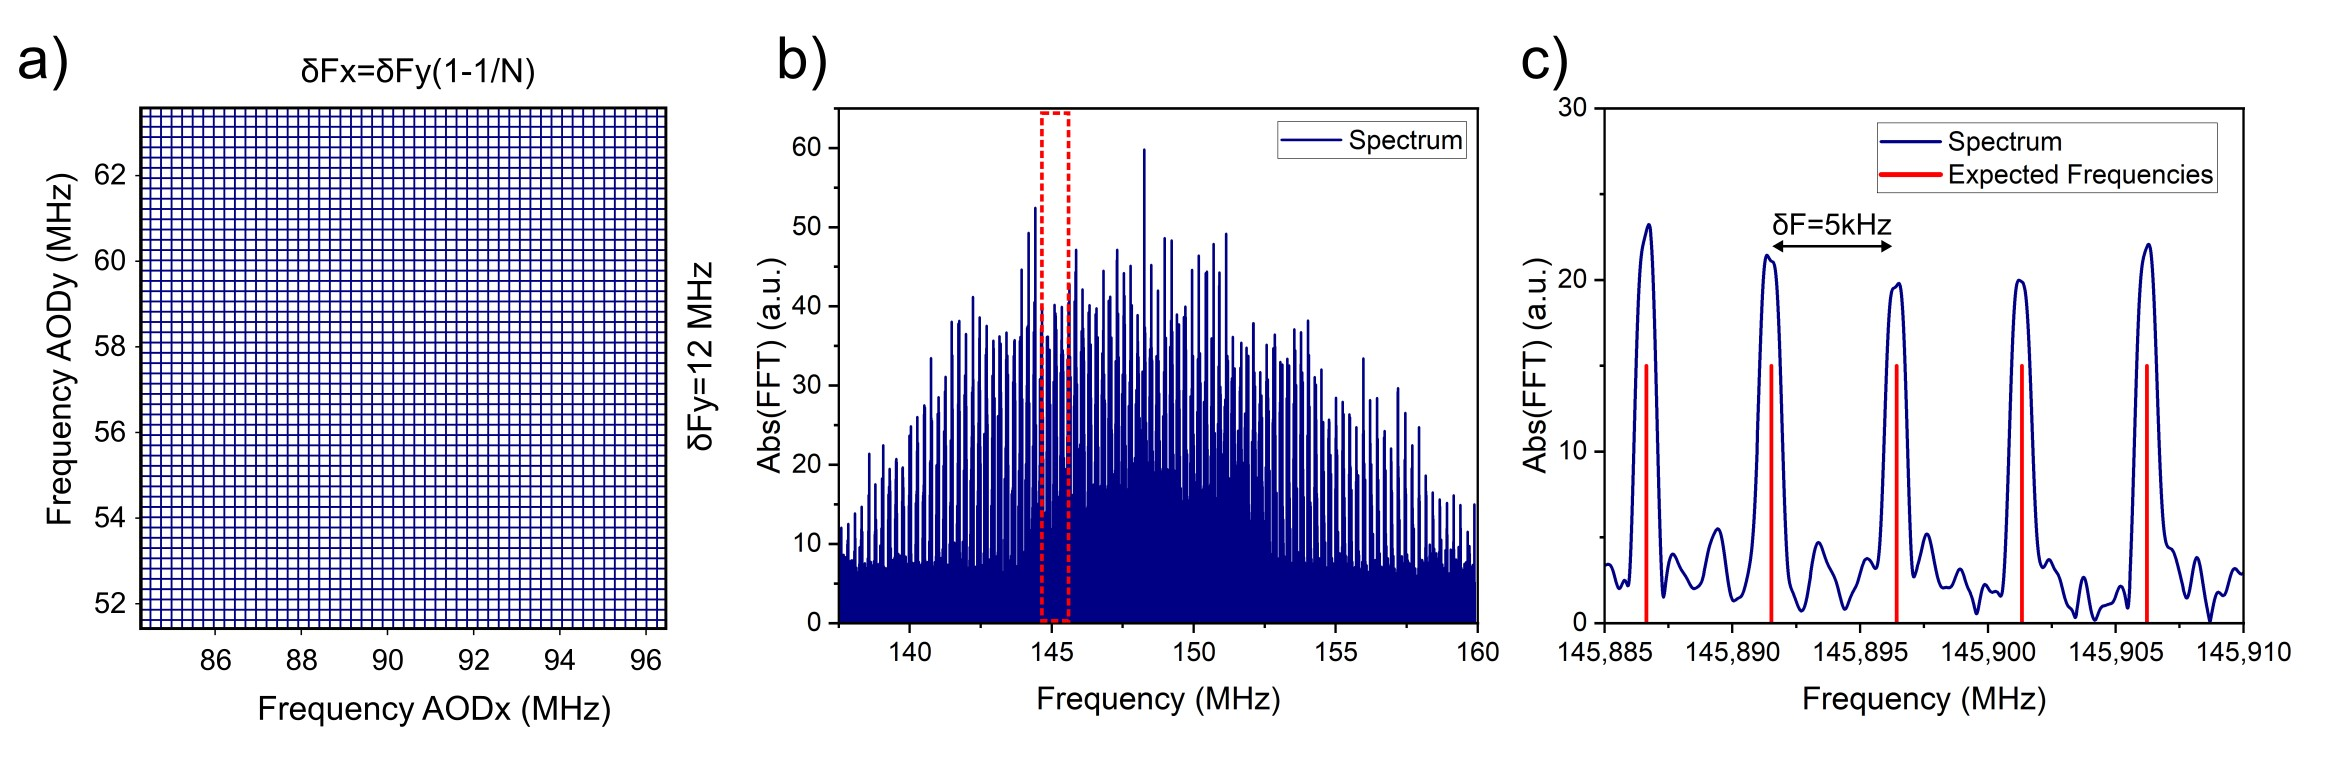 a)
δFx=δFy(1-1/N)
Frequency AODy (MHz)
62
60
58
56
54
52
86 88 90 92 94 96
Frequency AODx (MHz)
δFy=12 MHz
b)
Abs(FFT) (a.u.)
60
50
40
30
20
10
0
Spectrum
140 145 150 155 160
Frequency (MHz)
c)
Abs(FFT) (a.u.)
30
20
10
0
Spectrum
Expected Frequencies
δF=5kHz
145,885 145,890 145,895 145,900 145,905 145,910
Frequency (MHz)